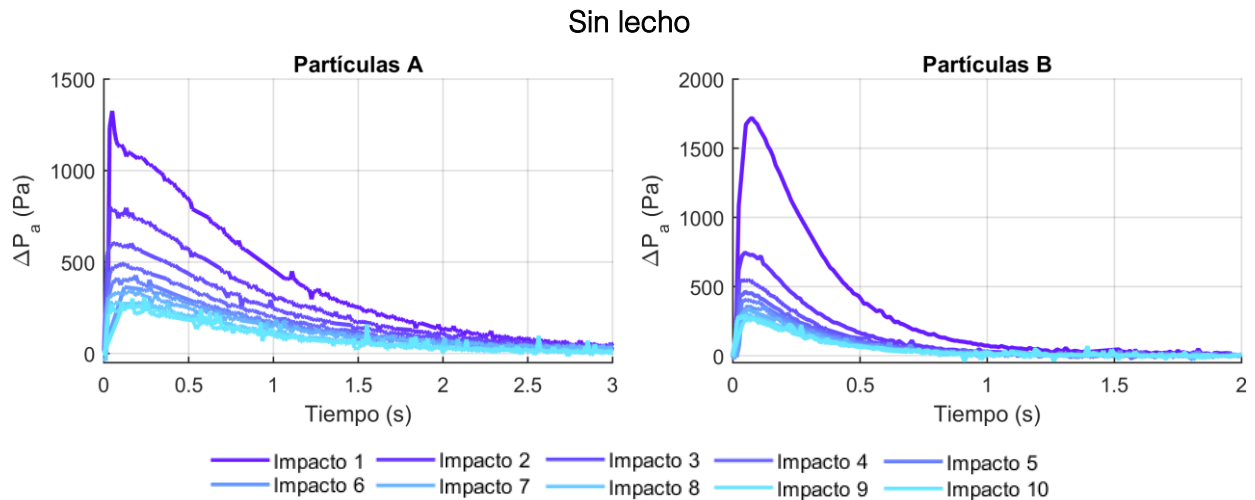 Sin lecho
Partículas A
1500
1000
500
0
ΔPa (Pa)
0 0.5 1 1.5 2 2.5 3
Tiempo (s)
Partículas B
2000
1500
1000
500
0
ΔPa (Pa)
0 0.5 1 1.5 2
Tiempo (s)
Impacto 1 Impacto 2 Impacto 3 Impacto 4 Impacto 5
Impacto 6 Impacto 7 Impacto 8 Impacto 9 Impacto 10